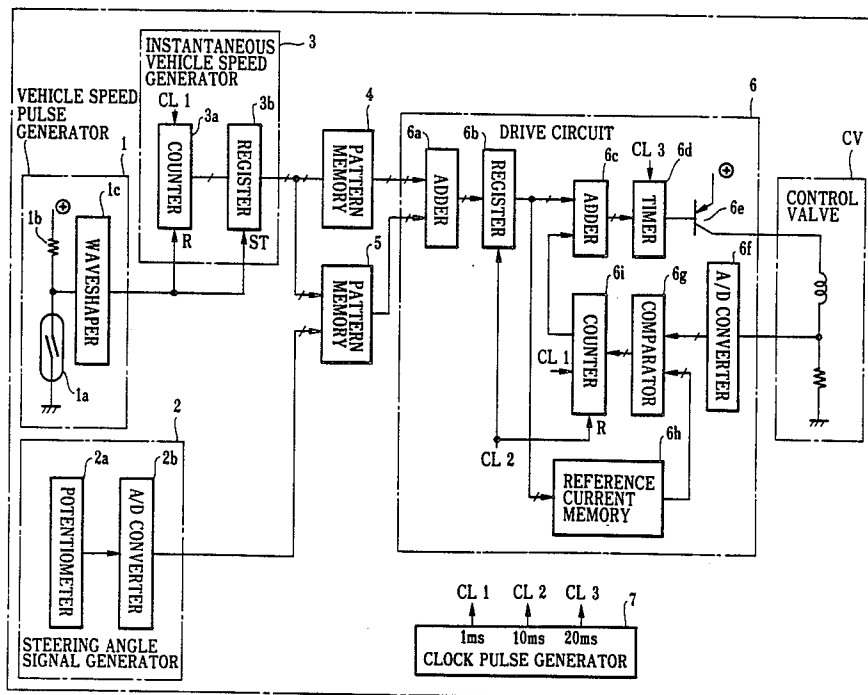 INSTANTANEOUS
VEHICLE SPEED
GENERATOR
3
VEHICLE SPEED
PULSE
GENERATOR
1
CL 1
3a
3b
COUNTER
REGISTER
R
ST
1b
1c
WAVESHAPER
1a
4
PATTERN
MEMORY
5
PATTERN
MEMORY
6
DRIVE CIRCUIT
6a
ADDER
6b
REGISTER
6c
ADDER
CL 3
6d
TIMER
6e
6f
A/D CONVERTER
6g
COMPARATOR
6i
COUNTER
CL 1
R
CL 2
6h
REFERENCE
CURRENT
MEMORY
CV
CONTROL
VALVE
2
2a
2b
POTENTIOMETER
A/D CONVERTER
STEERING ANGLE
SIGNAL GENERATOR
CL 1
CL 2
CL 3
7
1ms
10ms
20ms
CLOCK PULSE GENERATOR